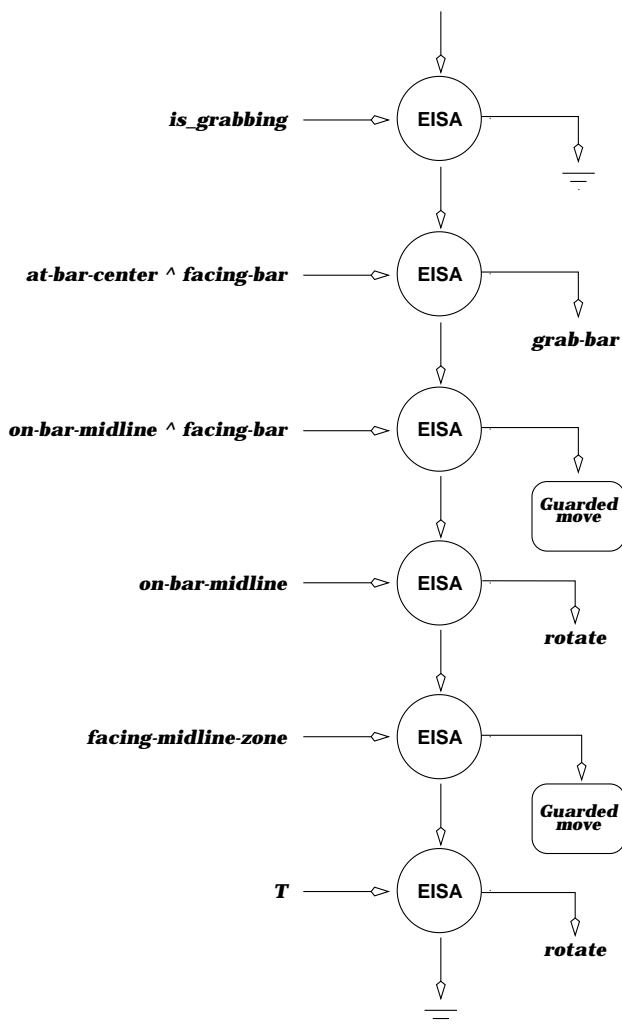 is_grabbing EISA
at-bar-center ^ facing-bar EISA
grab-bar
on-bar-midline ^ facing-bar EISA
Guarded
move
on-bar-midline EISA
rotate
facing-midline-zone EISA
Guarded
move
T EISA
rotate